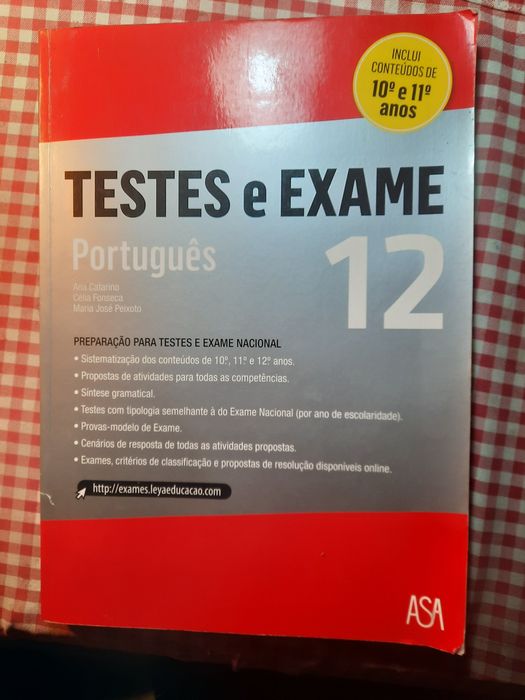 INCLUI
CONTEÚDOS DE
10º e 11º
anos
TESTES e EXAME
Português
12
Ana Catarino
Célia Fonseca
Maria José Peixoto
PREPARAÇÃO PARA TESTES E EXAME NACIONAL
• Sistematização dos conteúdos de 10º, 11º e 12º anos.
• Propostas de atividades para todas as competências.
• Síntese gramatical.
• Testes com tipologia semelhante à do Exame Nacional (por ano de escolaridade).
• Provas-modelo de Exame.
• Cenários de resposta de todas as atividades propostas.
• Exames, critérios de classificação e propostas de resolução disponíveis online.
http://exames.leyaeducacao.com
ASA